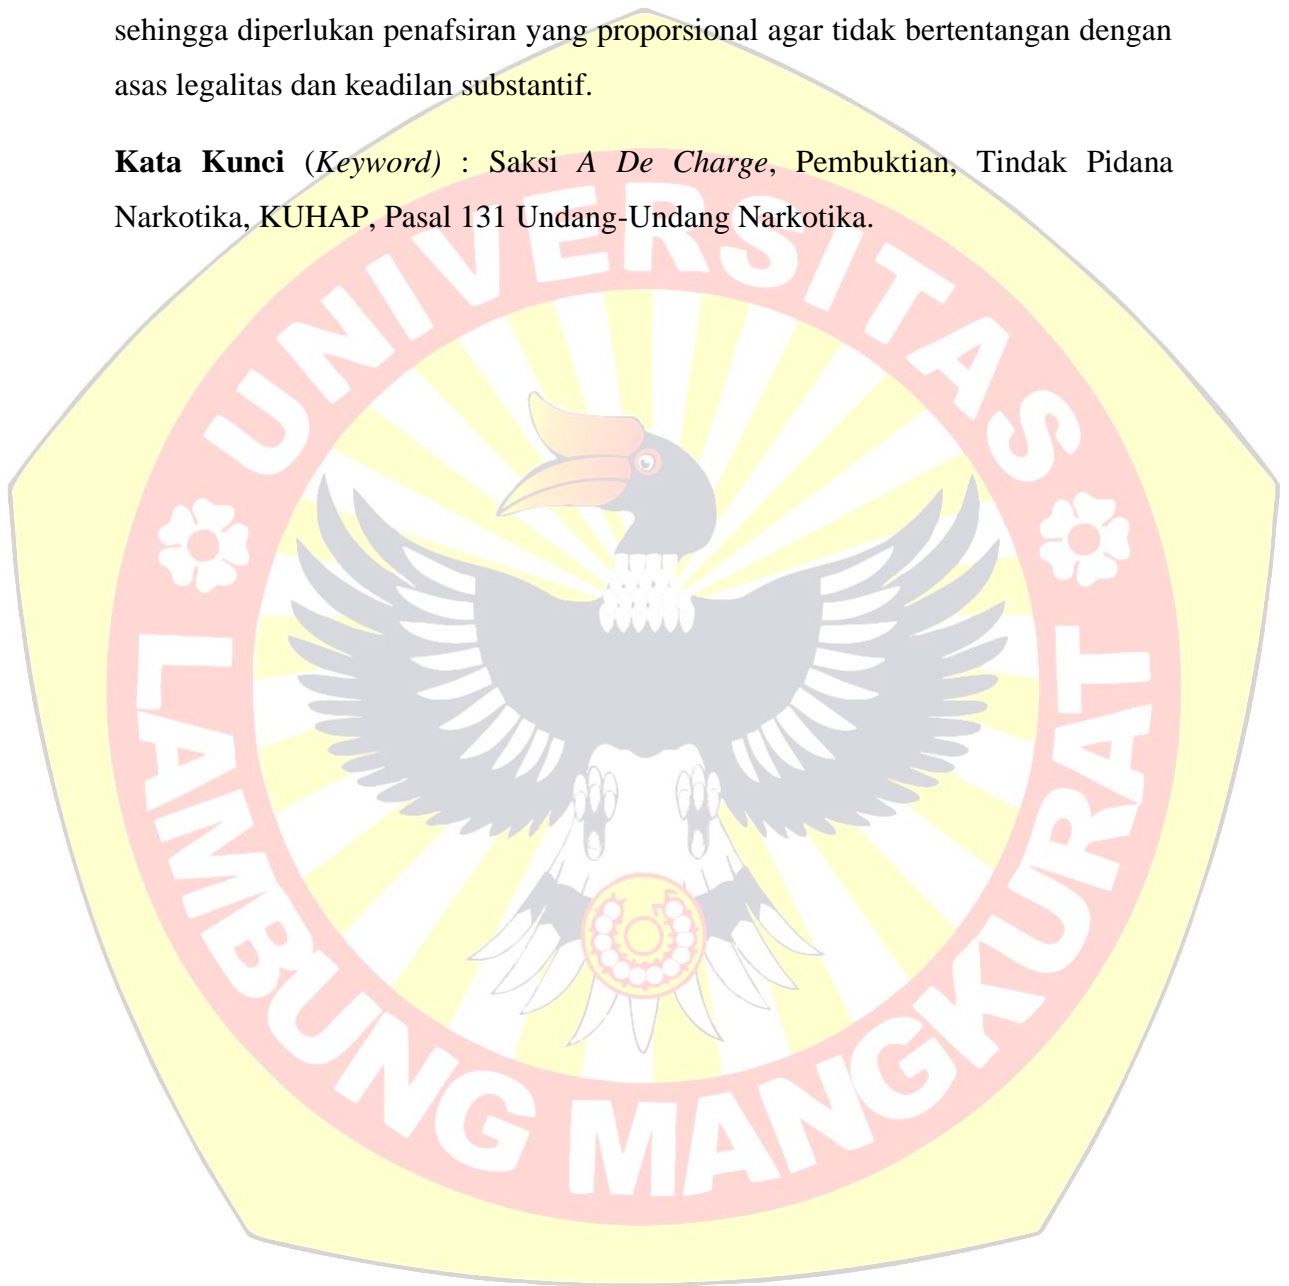 sehingga diperlukan penafsiran yang proporsional agar tidak bertentangan dengan
asas legalitas dan keadilan substantif.
Kata Kunci (Keyword) : Saksi A De Charge, Pembuktian, Tindak Pidana
Narkotika, KUHAP, Pasal 131 Undang-Undang Narkotika.
UNIVERSITAS
LAMBUNG MANGKURAT